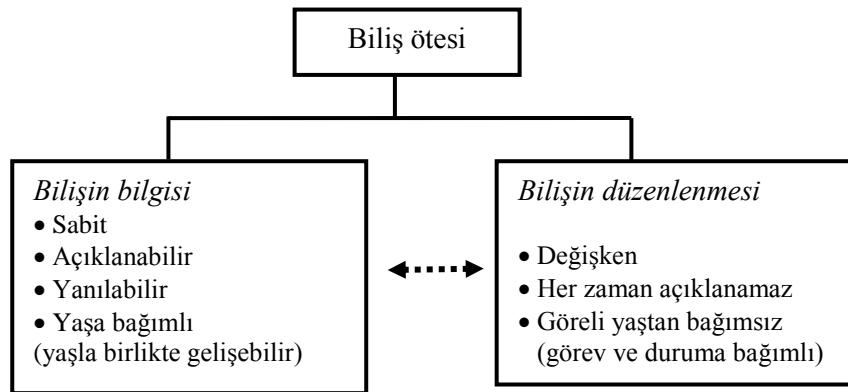 Biliş ötesi
Bilişin bilgisi
• Sabit
• Açıklanabilir
• Yanılabilir
• Yaşa bağımlı
(yaşla birlikte gelişebilir)
Bilişin düzenlenmesi
• Değişken
• Her zaman açıklanamaz
• Göreli yaştan bağımsız
(görev ve duruma bağımlı)